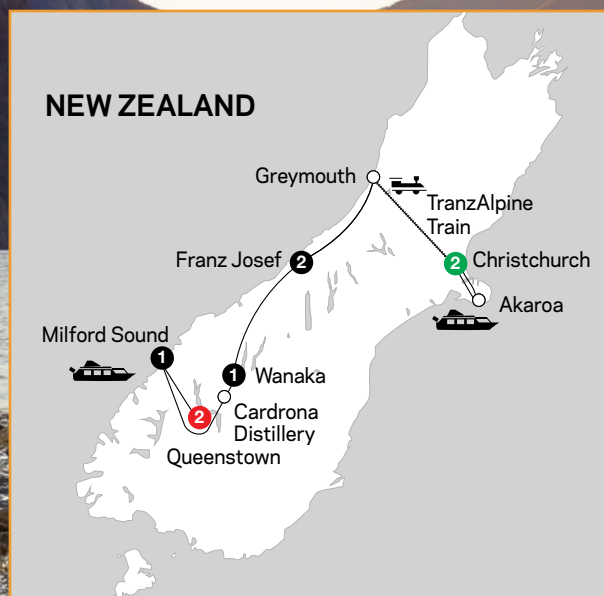 NEW ZEALAND
Greymouth
TranzAlpine
Train
Franz Josef
2
2
Christchurch
Akaroa
Milford Sound
1
1
Wanaka
2
Cardrona
Distillery
Queenstown